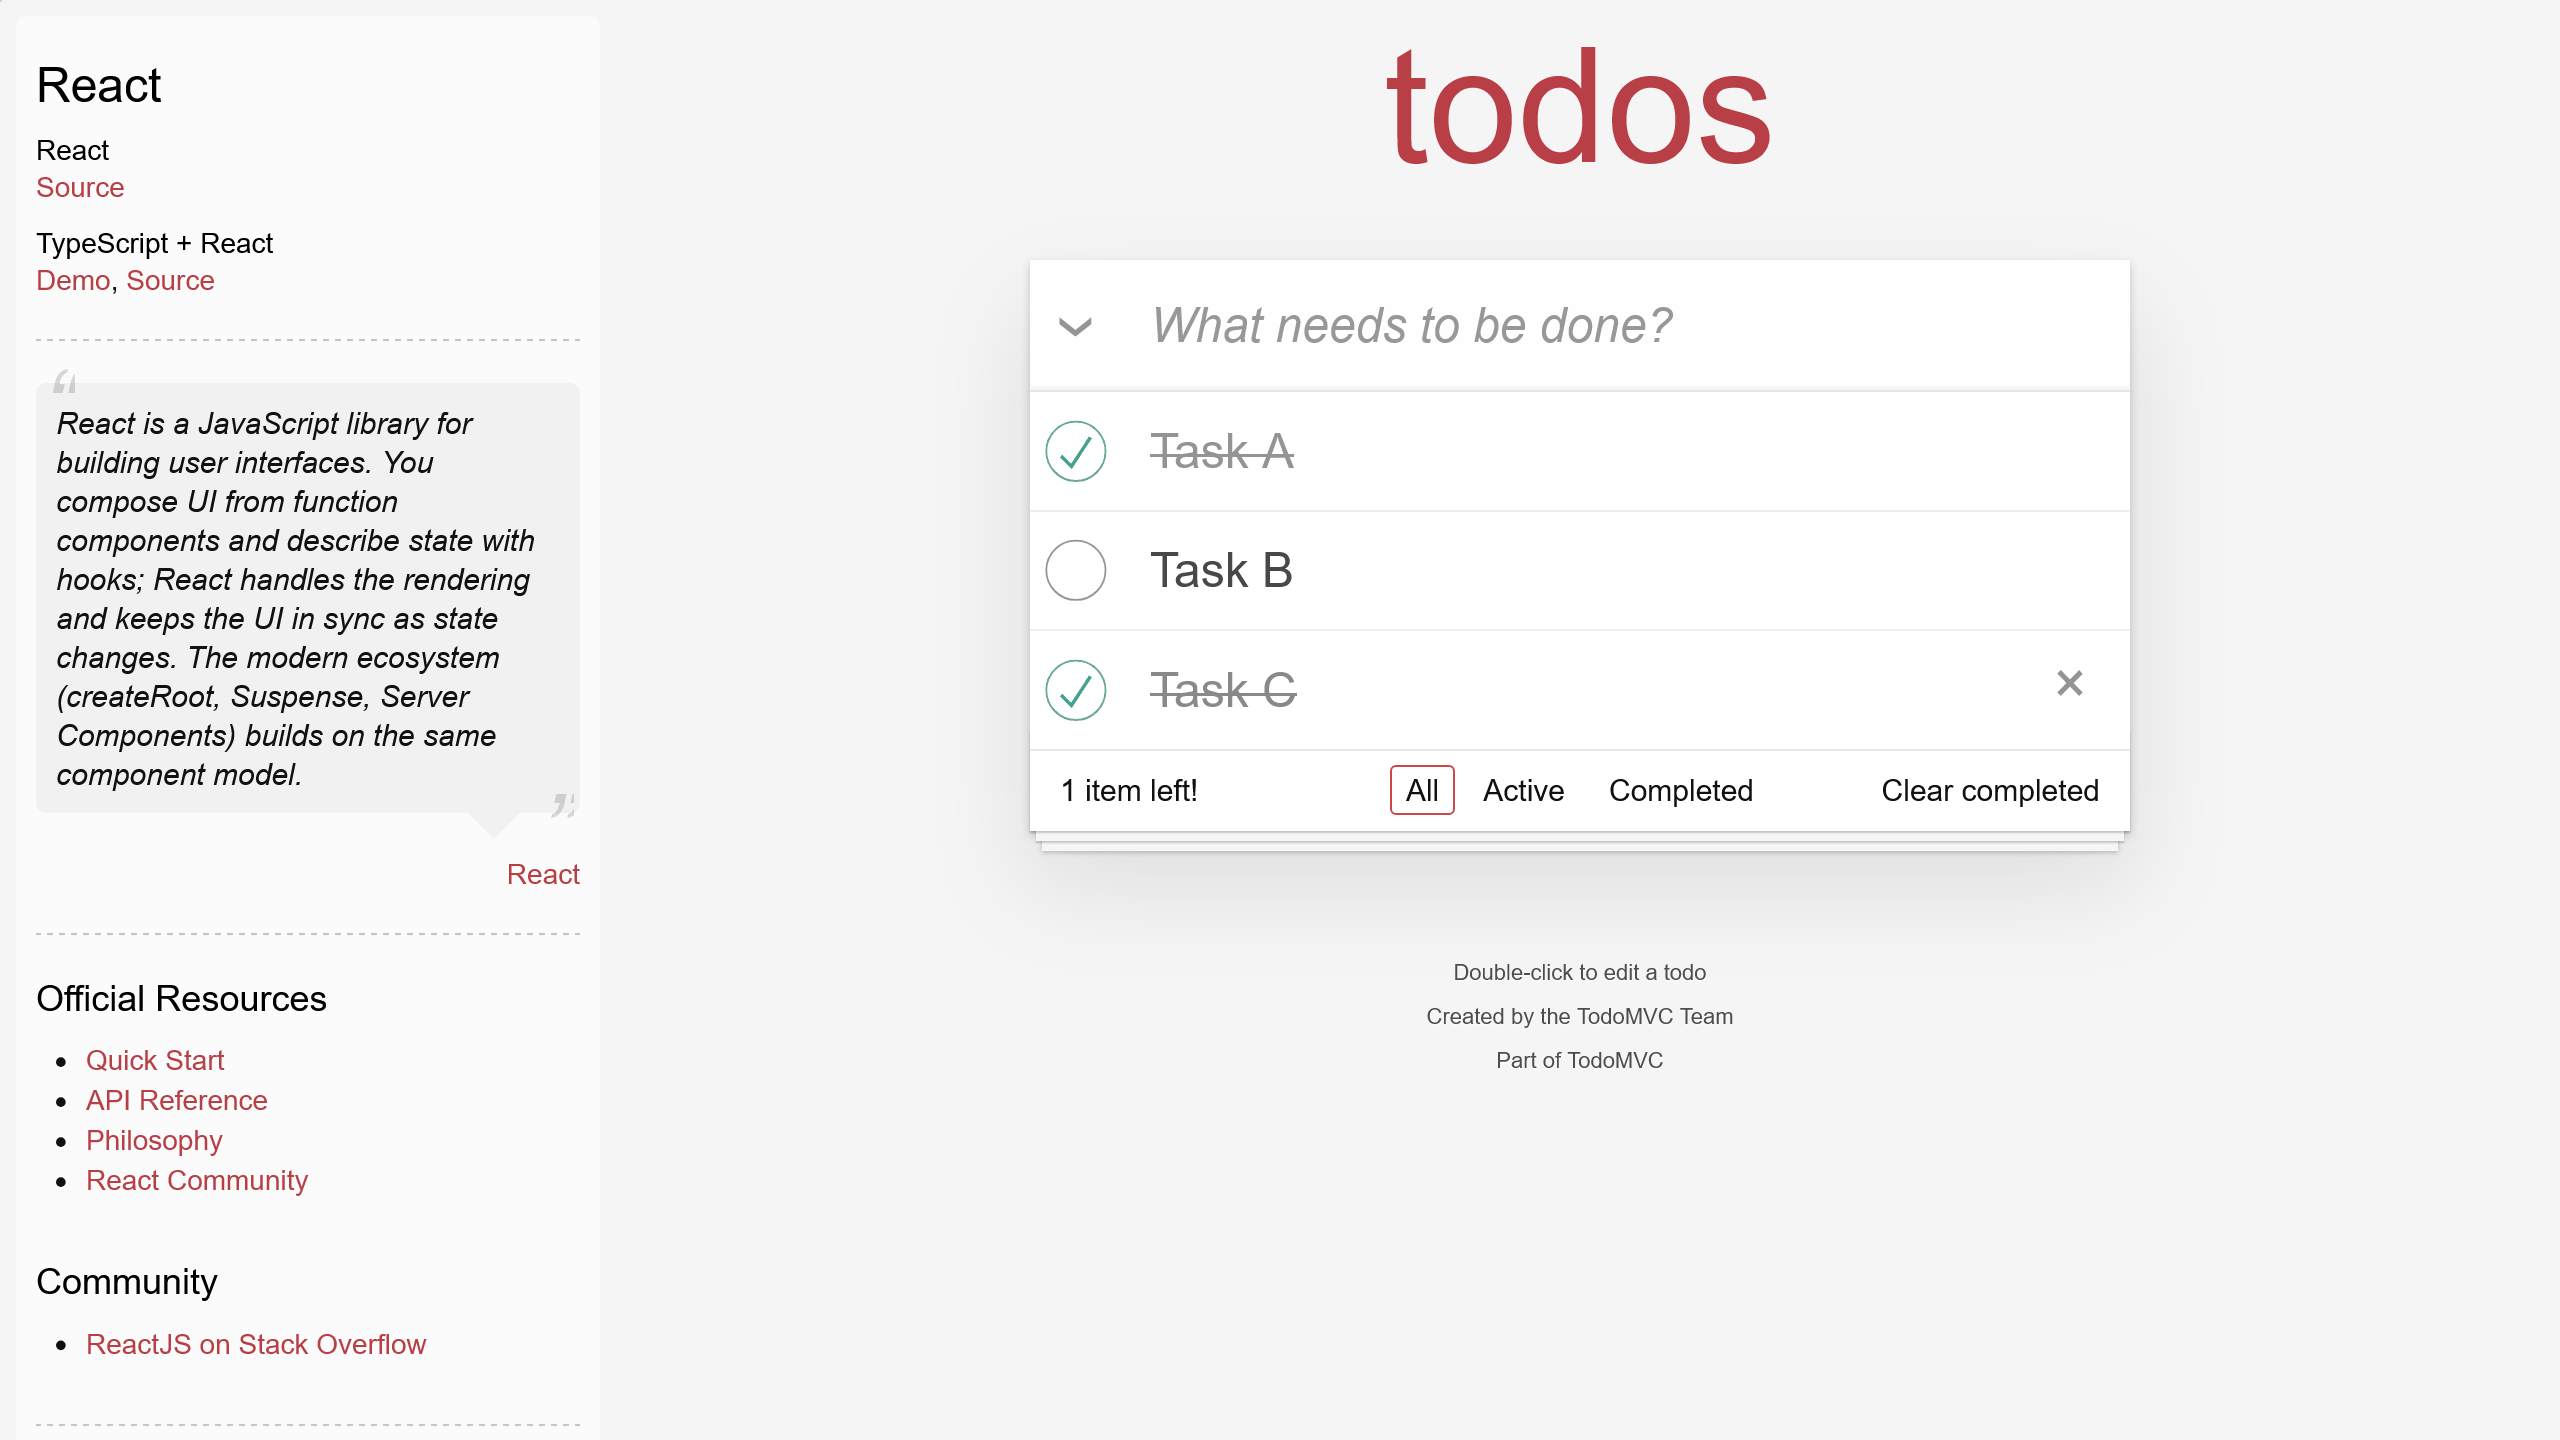 React
React
Source
TypeScript + React
Demo, Source
“
React is a JavaScript library for
building user interfaces. You
compose UI from function
components and describe state with
hooks; React handles the rendering
and keeps the UI in sync as state
changes. The modern ecosystem
(createRoot, Suspense, Server
Components) builds on the same
component model.
”
React
Official Resources
• Quick Start
• API Reference
• Philosophy
• React Community
Community
• ReactJS on Stack Overflow
todos
What needs to be done?
Task A
Task B
Task C ×
1 item left! All Active Completed Clear completed
Double-click to edit a todo
Created by the TodoMVC Team
Part of TodoMVC